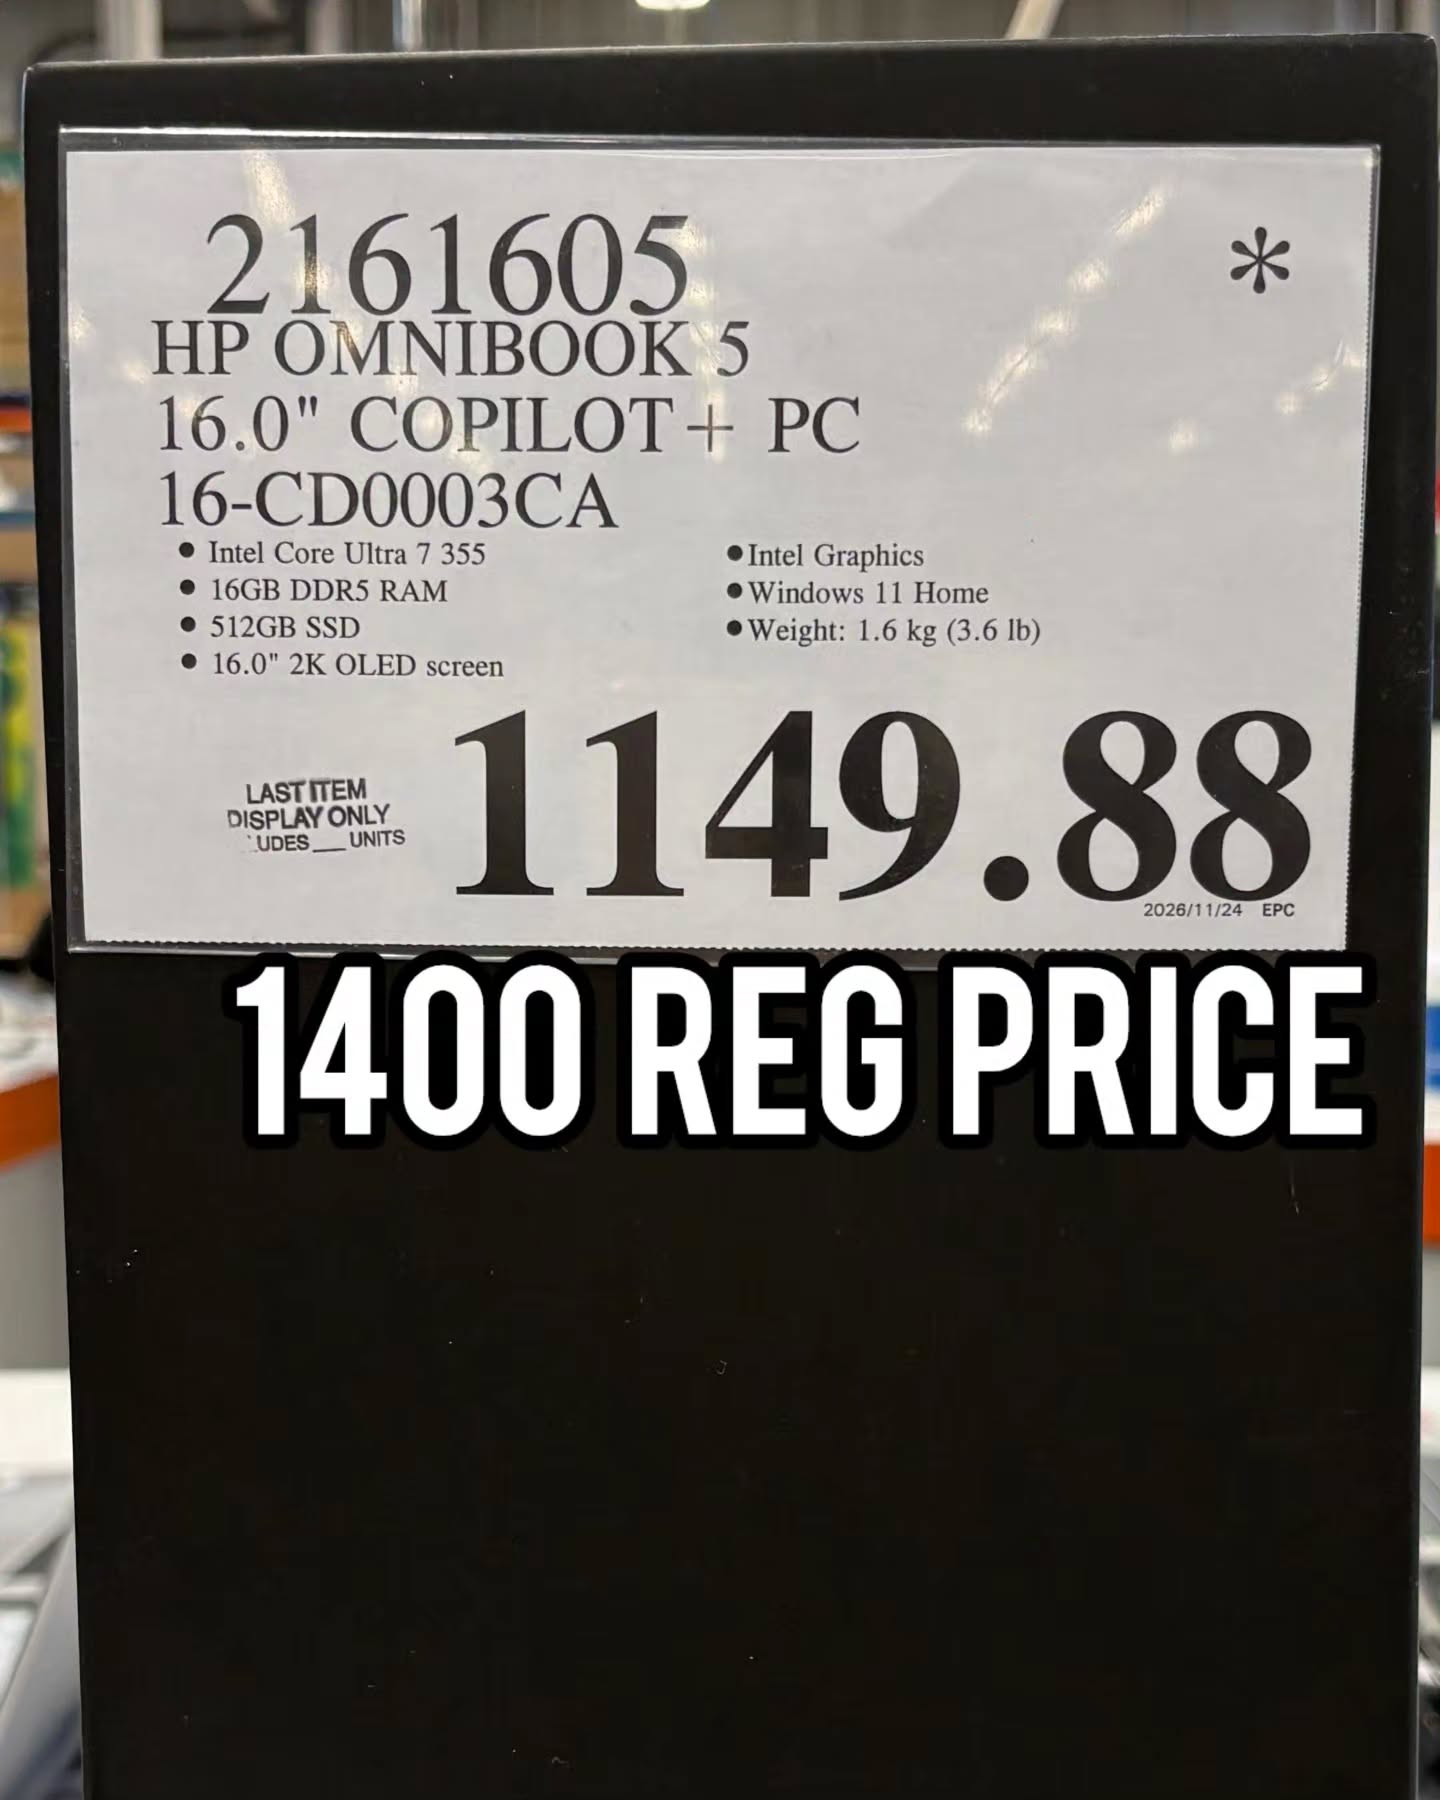 2161605
*
HP OMNIBOOK 5
16.0" COPILOT+ PC
16-CD0003CA
• Intel Core Ultra 7 355
• 16GB DDR5 RAM
• 512GB SSD
• 16.0" 2K OLED screen
• Intel Graphics
• Windows 11 Home
• Weight: 1.6 kg (3.6 lb)
LAST ITEM
DISPLAY ONLY
UDES___UNITS
1149.88
2026/11/24 EPC
1400 REG PRICE